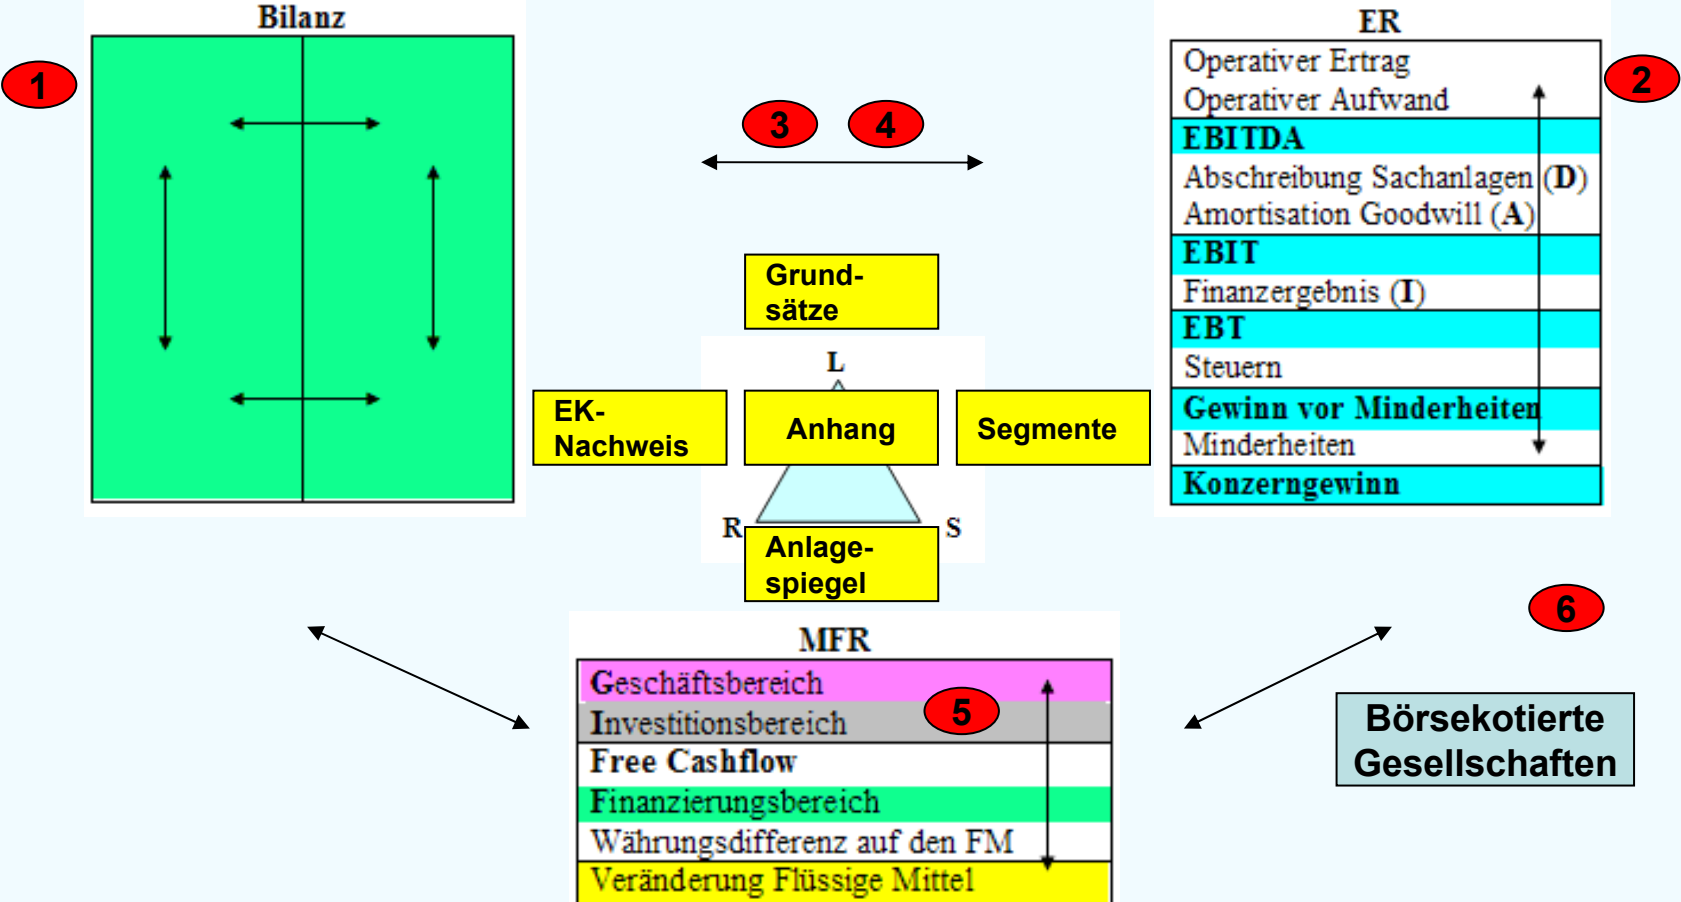 Bilanz
1
3
4
ER
2
Operativer Ertrag
Operativer Aufwand
EBITDA
Abschreibung Sachanlagen (D)
Amortisation Goodwill (A)
EBIT
Finanzergebnis (I)
EBT
Steuern
Gewinn vor Minderheiten
Minderheiten
Konzerngewinn
Grund-
sätze
L
EK-
Nachweis
Anhang
Segmente
R
S
Anlage-
spiegel
MFR
Geschäftsbereich
Investitionsbereich
5
Free Cashflow
Finanzierungsbereich
Währungsdifferenz auf den FM
Veränderung Flüssige Mittel
6
Börsekotierte
Gesellschaften